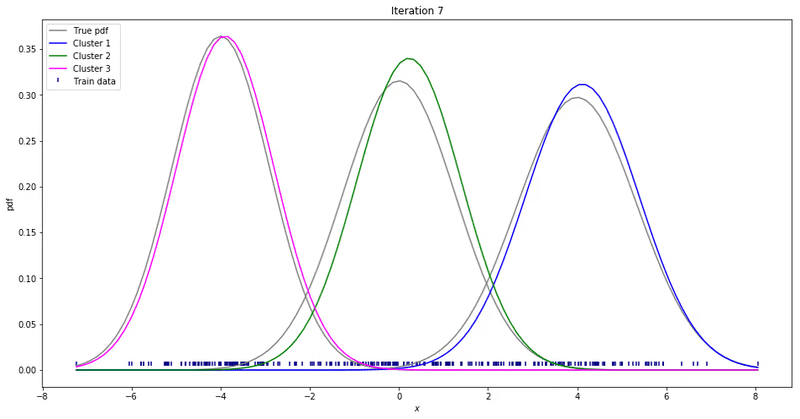 Iteration 7
True pdf
Cluster 1
Cluster 2
Cluster 3
Train data
pdf
0.35
0.30
0.25
0.20
0.15
0.10
0.05
0.00
−8 −6 −4 −2 0 2 4 6 8
x